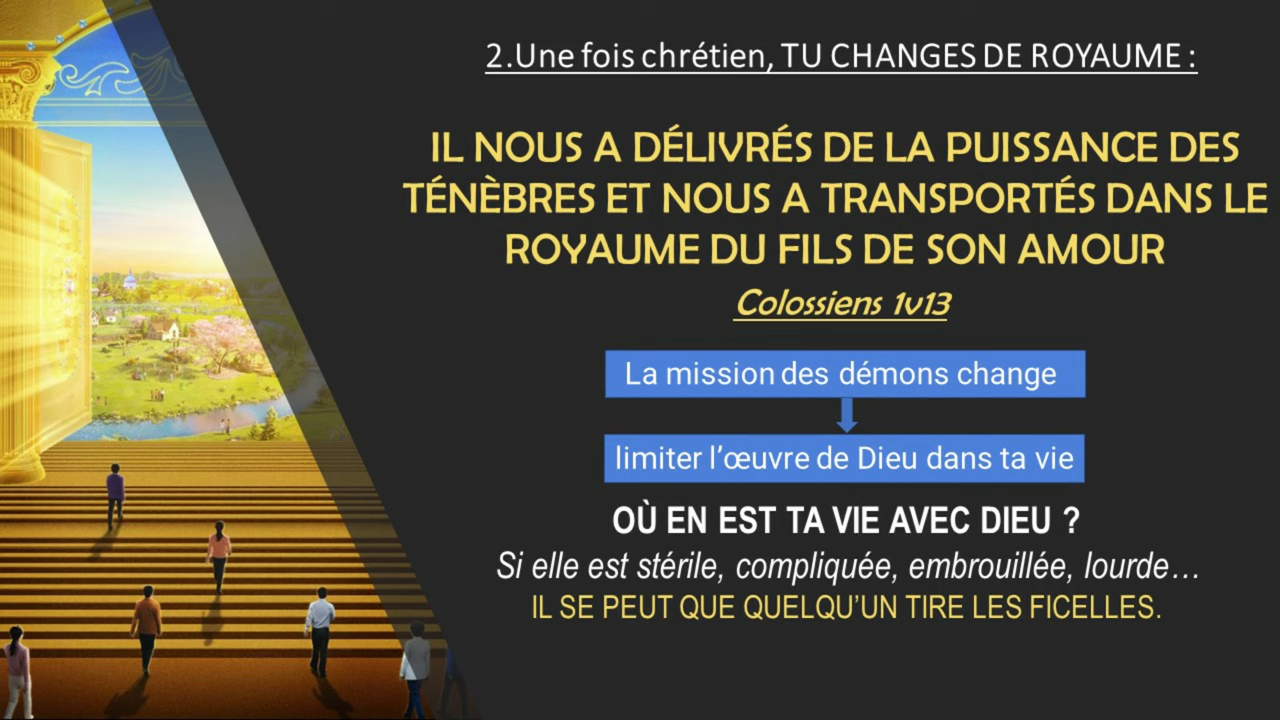 2.Une fois chrétien, TU CHANGES DE ROYAUME :
IL NOUS A DÉLIVRÉS DE LA PUISSANCE DES
TÉNÈBRES ET NOUS A TRANSPORTÉS DANS LE
ROYAUME DU FILS DE SON AMOUR
Colossiens 1v13
La mission des démons change
limiter l’œuvre de Dieu dans ta vie
OÙ EN EST TA VIE AVEC DIEU ?
Si elle est stérile, compliquée, embrouillée, lourde…
IL SE PEUT QUE QUELQU’UN TIRE LES FICELLES.